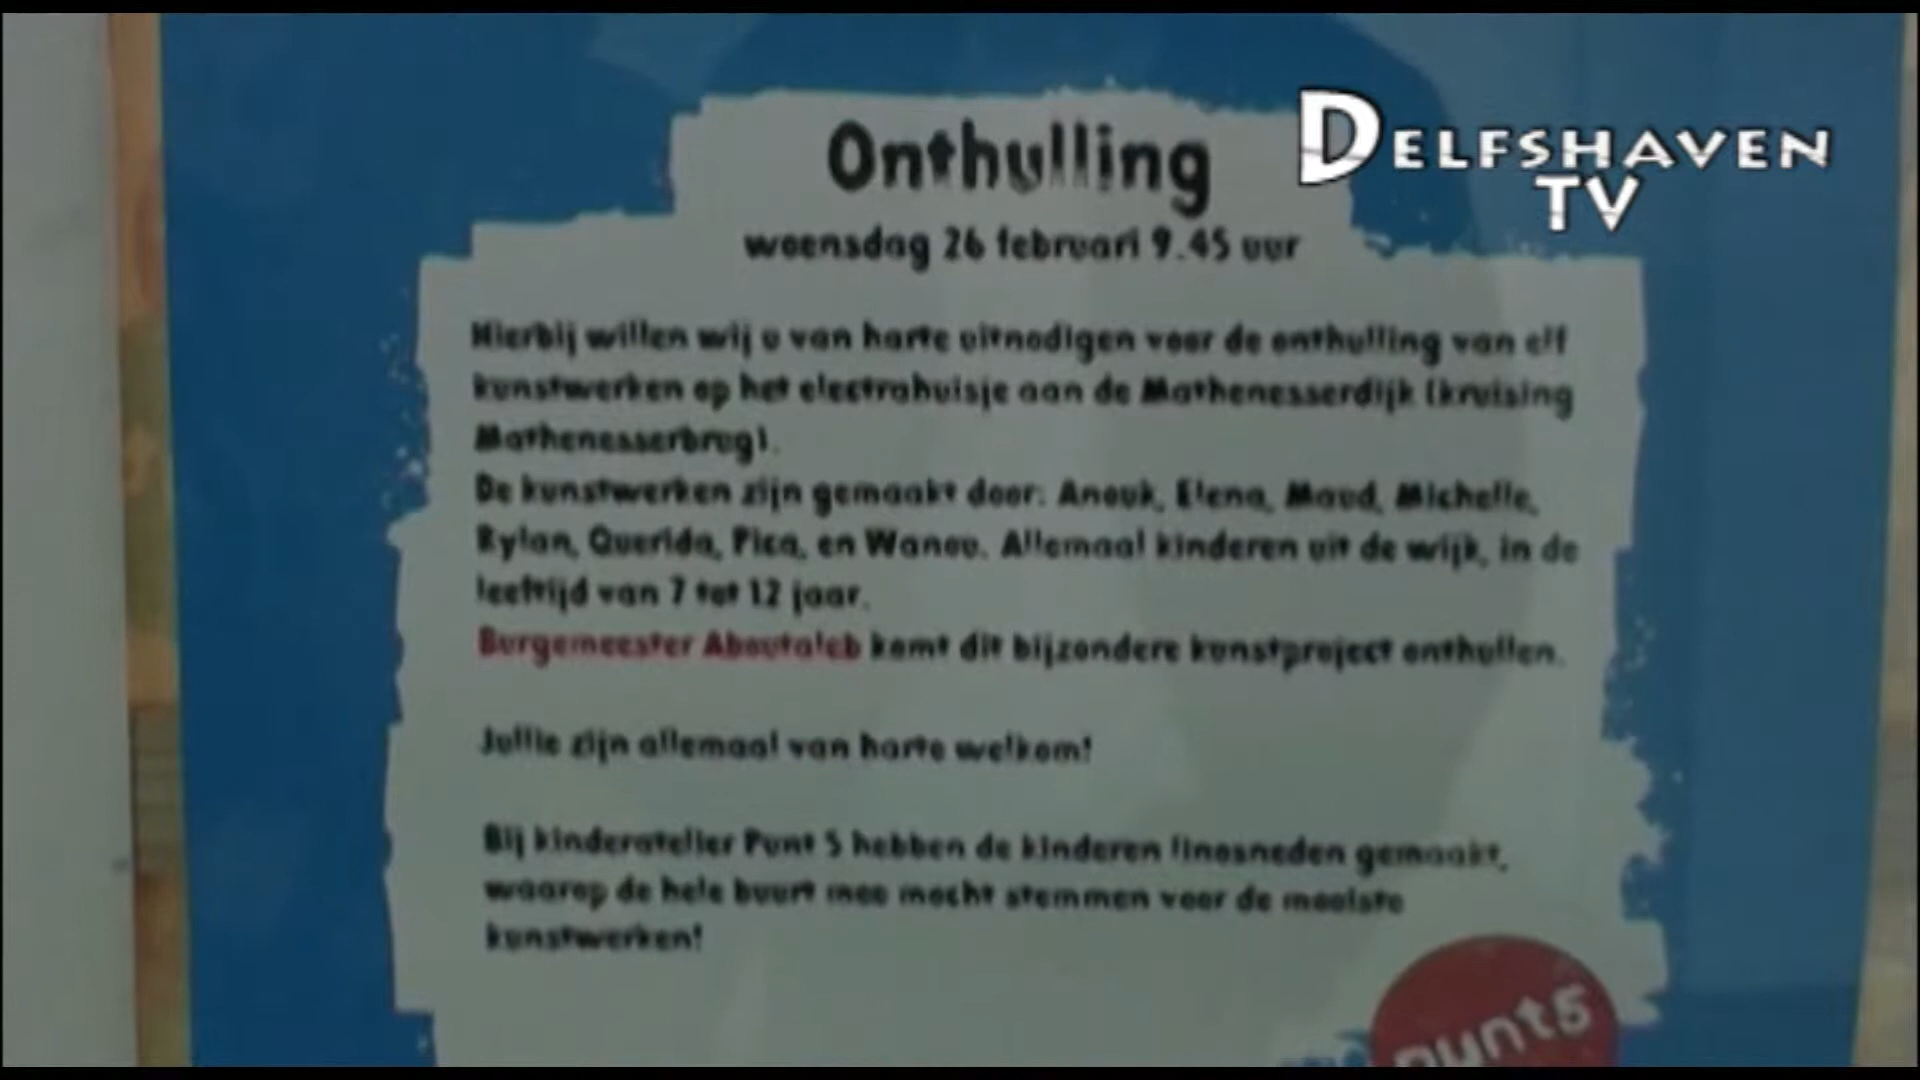 Onthulling
DELFSHAVEN
TV
woensdag 26 februari 9.45 uur
Hierbij willen wij u van harte uitnodigen voor de onthulling van elf
kunstwerken op het electrahuisje aan de Mathenesserdijk (kruising
Mathenesserbrug).
De kunstwerken zijn gemaakt door: Anouk, Elena, Maud, Michelle,
Rylan, Querida, Pica, en Wanou. Allemaal kinderen uit de wijk, in de
leeftijd van 7 tot 12 jaar.
Burgemeester Aboutaleb komt dit bijzondere kunstproject onthullen.
Jullie zijn allemaal van harte welkom!
Bij kinderatelier Punt 5 hebben de kinderen linosneden gemaakt,
waarop de hele buurt mee mocht stemmen voor de mooiste
kunstwerken!
punt5